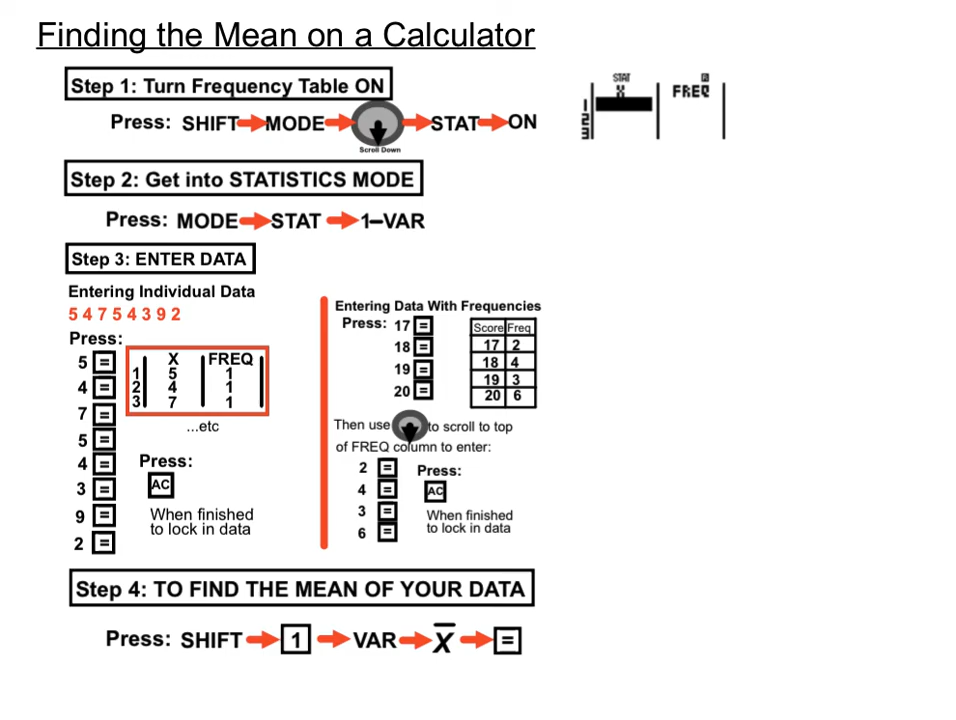 Finding the Mean on a Calculator
Step 1: Turn Frequency Table ON
Press: SHIFT MODE STAT ON
Scroll Down
STAT
X FREQ
1
2
3
Step 2: Get into STATISTICS MODE
Press: MODE STAT 1–VAR
Step 3: ENTER DATA
Entering Individual Data
5 4 7 5 4 3 9 2
Press:
5 =
4 =
7 =
5 =
4 =
3 =
9 =
2 =
X FREQ
1 5 1
2 4 1
3 7 1
...etc
Press:
AC
When finished
to lock in data
Entering Data With Frequencies
Press: 17 =
18 =
19 =
20 =
Score Freq
17 2
18 4
19 3
20 6
Then use to scroll to top
of FREQ column to enter:
2 =
4 =
3 =
6 =
Press:
AC
When finished
to lock in data
Step 4: TO FIND THE MEAN OF YOUR DATA
Press: SHIFT 1 VAR x̅ =